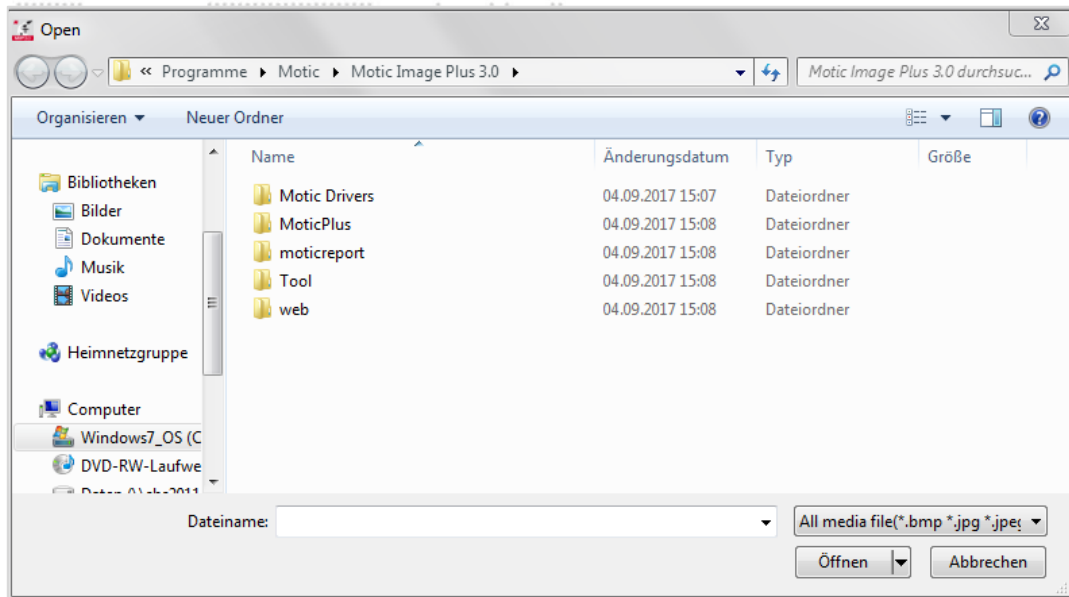 Open
« Programme ▸ Motic ▸ Motic Image Plus 3.0 ▸
Motic Image Plus 3.0 durchsuc...
Organisieren
Neuer Ordner
Bibliotheken
Bilder
Dokumente
Musik
Videos
Heimnetzgruppe
Computer
Windows7_OS (C
DVD-RW-Laufwe
Name Änderungsdatum Typ Größe
Motic Drivers 04.09.2017 15:07 Dateiordner
MoticPlus 04.09.2017 15:08 Dateiordner
moticreport 04.09.2017 15:08 Dateiordner
Tool 04.09.2017 15:08 Dateiordner
web 04.09.2017 15:08 Dateiordner
Dateiname:
All media file(*.bmp *.jpg *.jpeg
Öffnen
Abbrechen